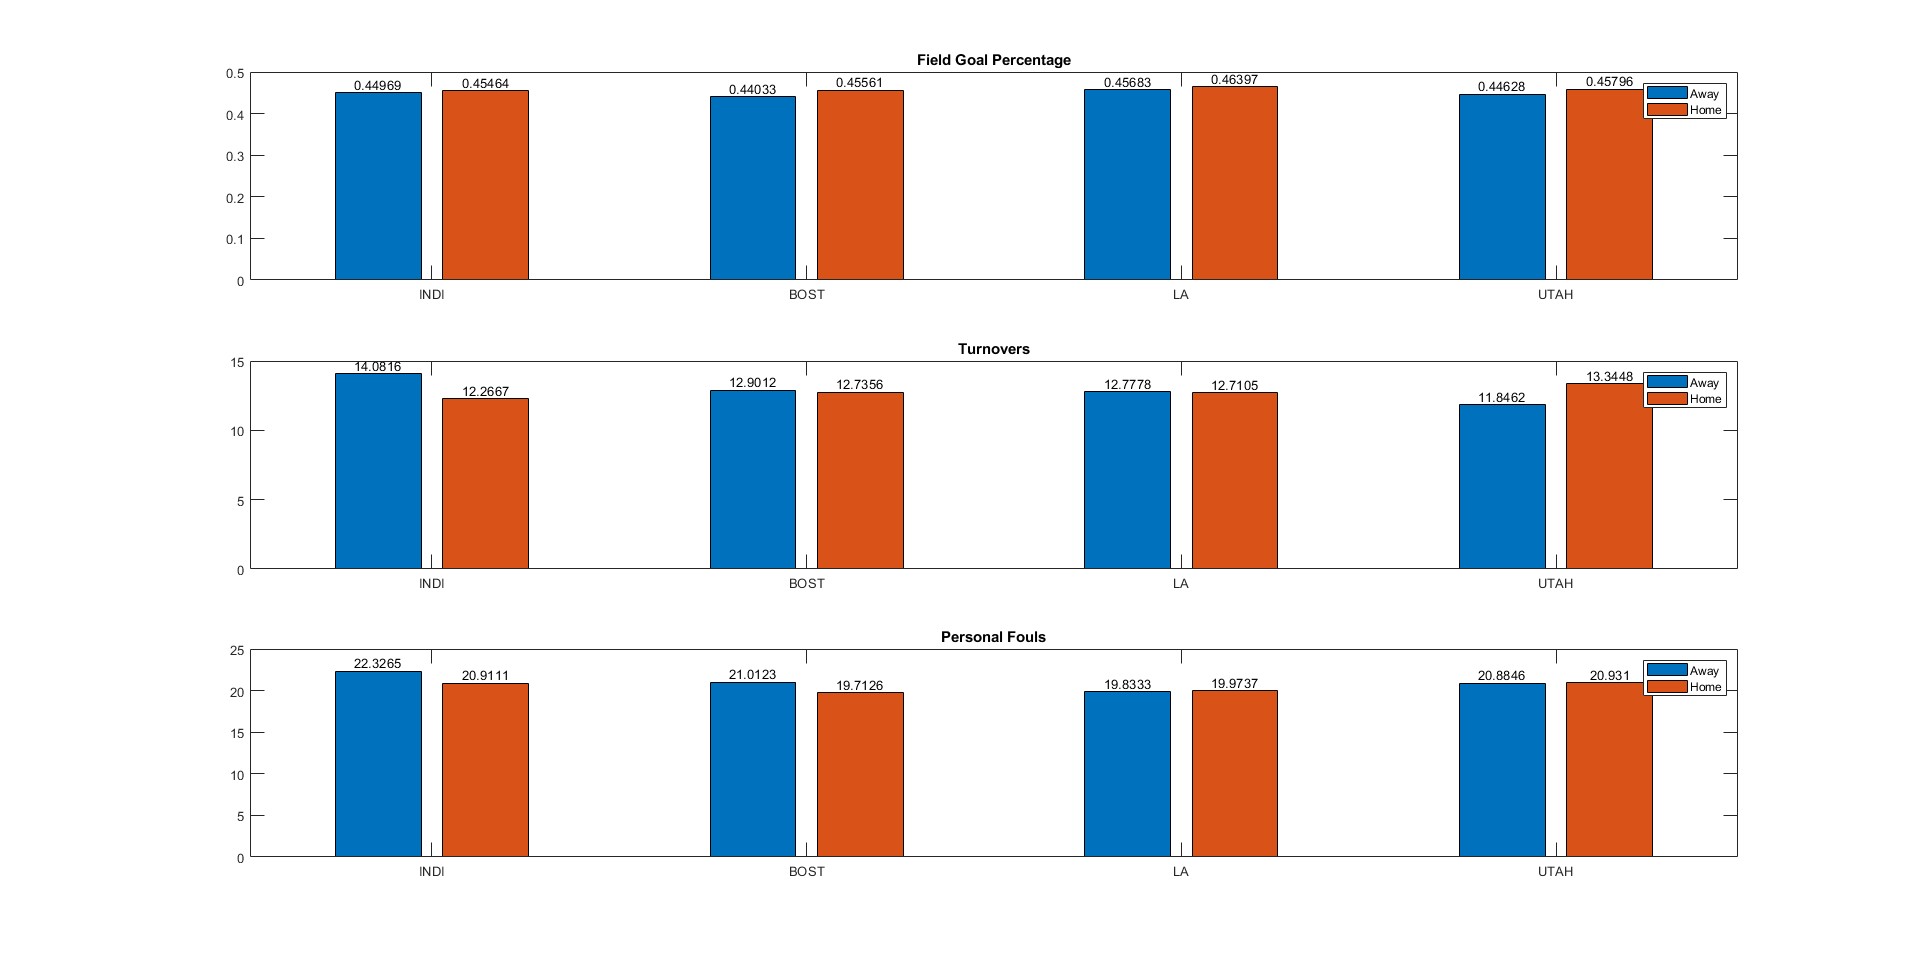 Field Goal Percentage
0.5
0.4
0.3
0.2
0.1
0
0.44969
0.45464
0.44033
0.45561
0.45683
0.46397
0.44628
0.45796
Away
Home
INDI
BOST
LA
UTAH
Turnovers
15
10
5
0
14.0816
12.2667
12.9012
12.7356
12.7778
12.7105
11.8462
13.3448
Away
Home
INDI
BOST
LA
UTAH
Personal Fouls
25
20
15
10
5
0
22.3265
20.9111
21.0123
19.7126
19.8333
19.9737
20.8846
20.931
Away
Home
INDI
BOST
LA
UTAH